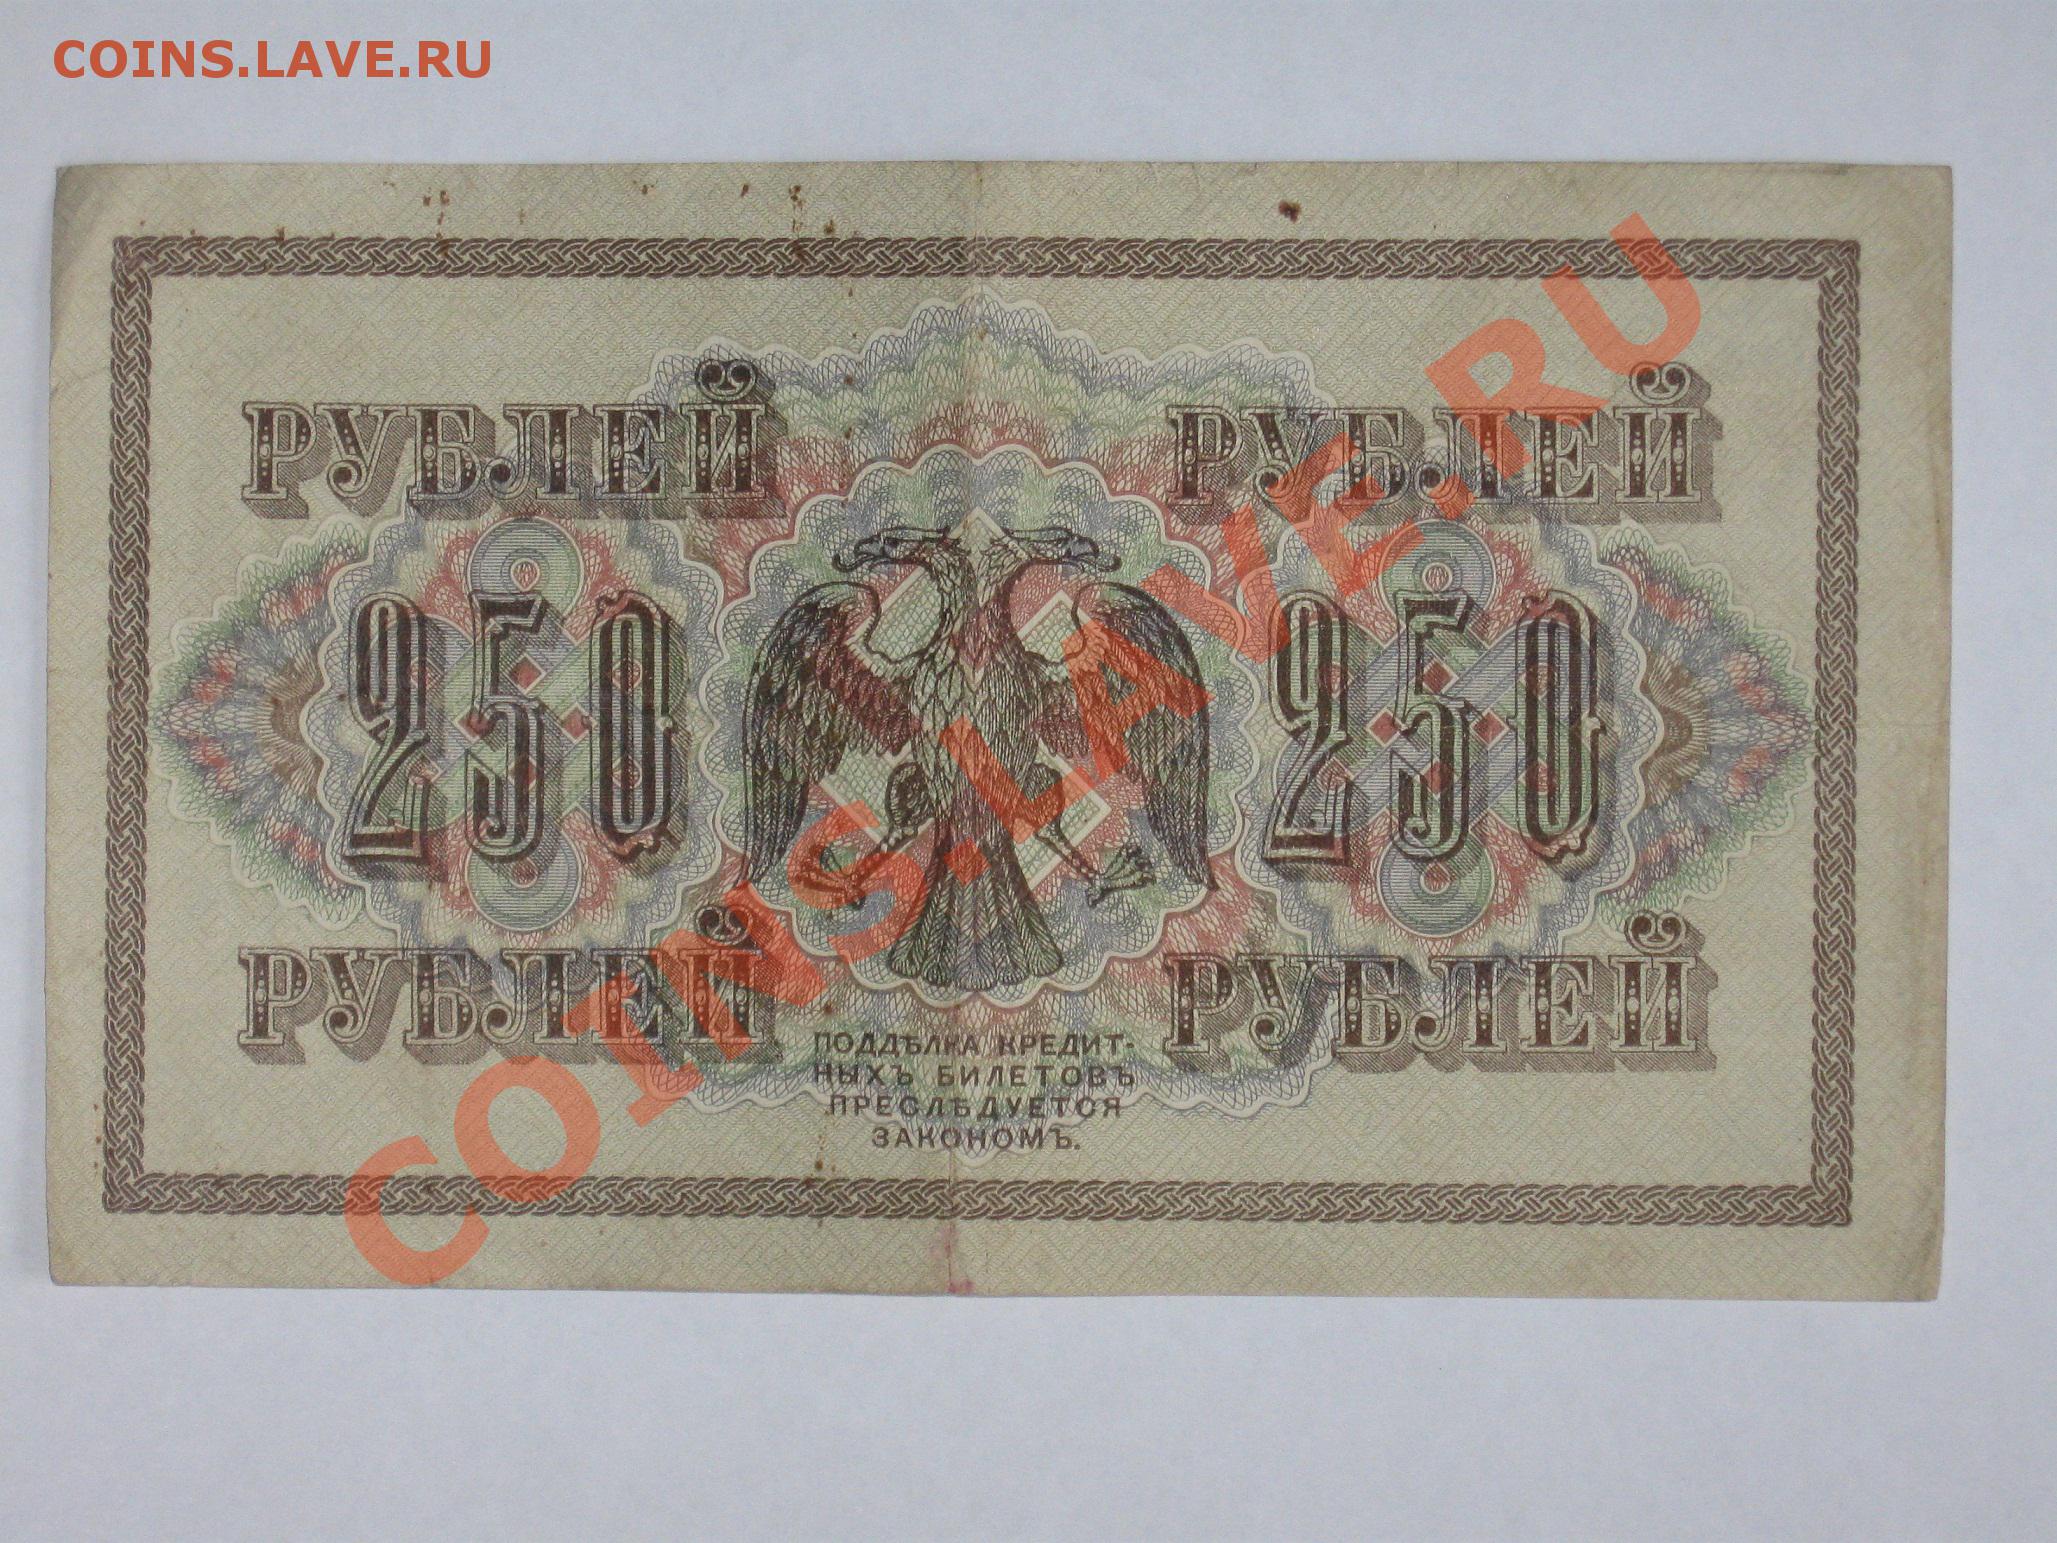 COINS.LAVE.RU
РУБЛЕЙ РУБЛЕЙ
250 250
РУБЛЕЙ РУБЛЕЙ
ПОДДѢЛКА КРЕДИТ-
НЫХЪ БИЛЕТОВЪ
ПРЕСЛѢДУЕТСЯ
ЗАКОНОМЪ.
COINS.LAVE.RU